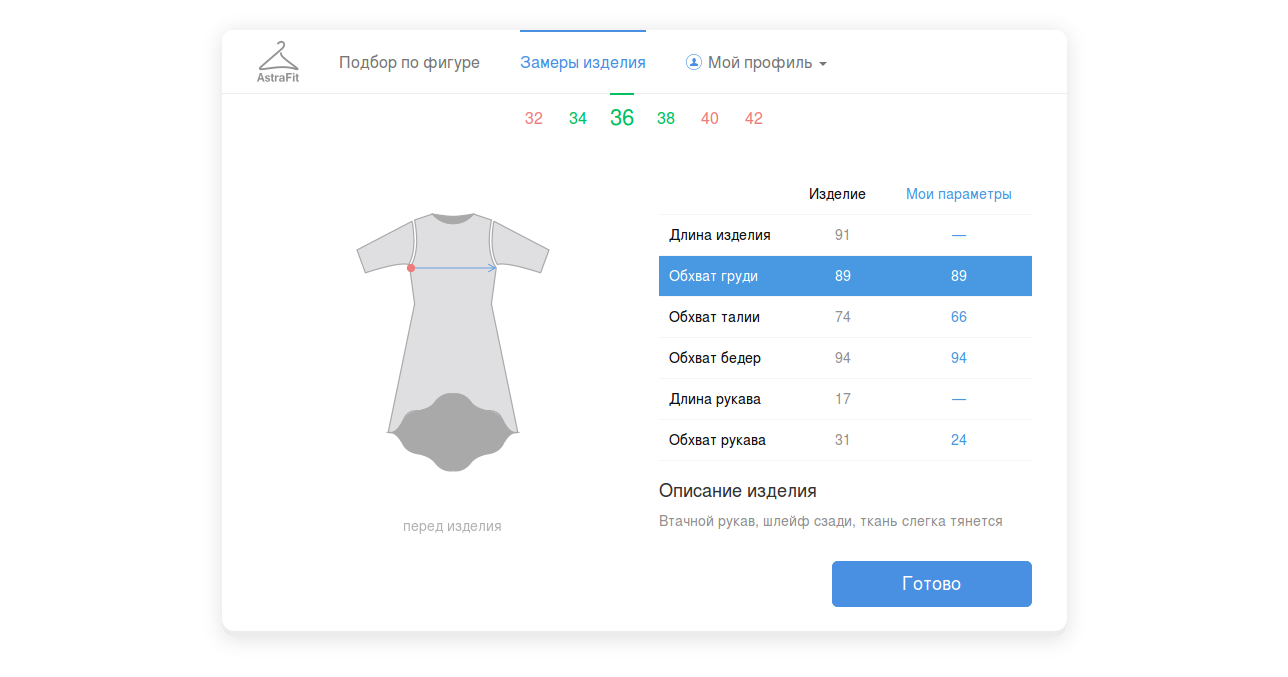 AstraFit
Подбор по фигуре Замеры изделия Мой профиль
32 34 36 38 40 42
Изделие Мои параметры
Длина изделия 91 —
Обхват груди 89 89
Обхват талии 74 66
Обхват бедер 94 94
Длина рукава 17 —
Обхват рукава 31 24
Описание изделия
Втачной рукав, шлейф сзади, ткань слегка тянется
перед изделия
Готово